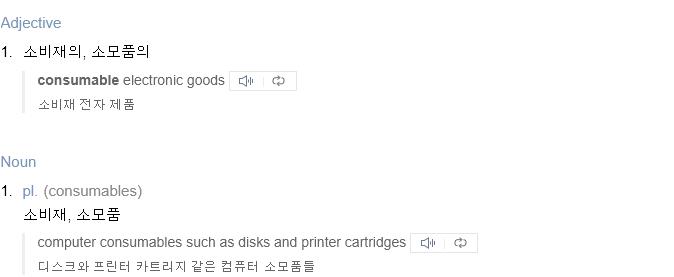 Adjective
1. 소비재의, 소모품의
consumable electronic goods
소비재 전자 제품
Noun
1. pl. (consumables)
소비재, 소모품
computer consumables such as disks and printer cartridges
디스크와 프린터 카트리지 같은 컴퓨터 소모품들